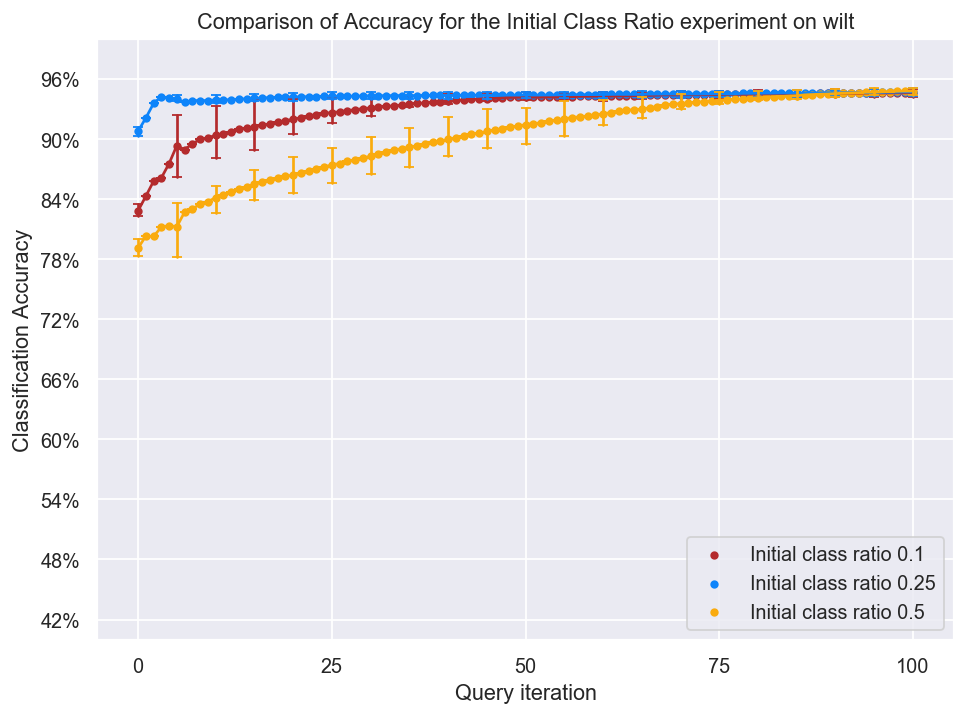 Comparison of Accuracy for the Initial Class Ratio experiment on wilt
96%
90%
84%
78%
72%
66%
60%
54%
48%
42%
Classification Accuracy
Initial class ratio 0.1
Initial class ratio 0.25
Initial class ratio 0.5
0 25 50 75 100
Query iteration